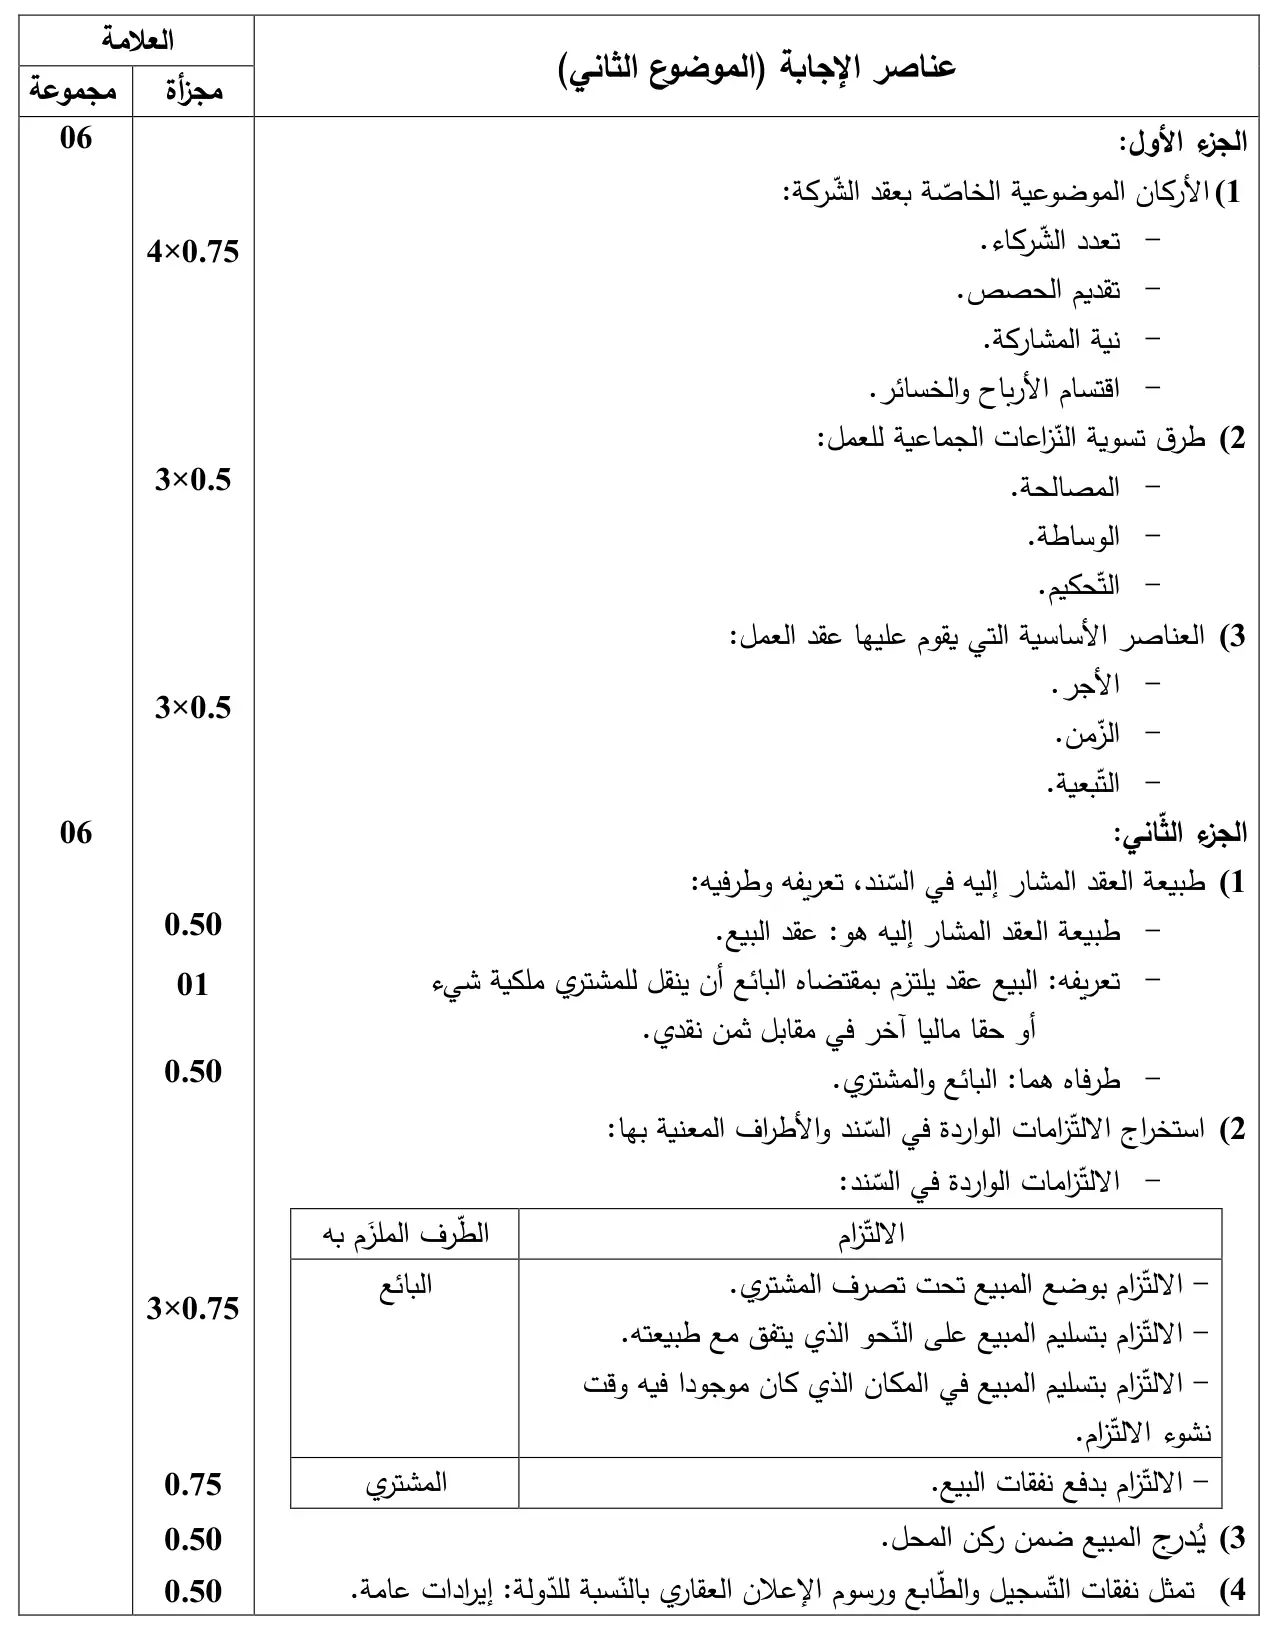 عناصر الإجابة (الموضوع الثاني)
العلامة
مجزأة
مجموعة
الجزء الأول:
06
1) الأركان الموضوعية الخاصّة بعقد الشّركة:
- تعدد الشّركاء.
4×0.75
- تقديم الحصص.
- نية المشاركة.
- اقتسام الأرباح والخسائر.
2) طرق تسوية النّزاعات الجماعية للعمل:
- المصالحة.
3×0.5
- الوساطة.
- التّحكيم.
3) العناصر الأساسية التي يقوم عليها عقد العمل:
- الأجر.
3×0.5
- الزّمن.
- التّبعية.
الجزء الثّاني:
06
1) طبيعة العقد المشار إليه في السّند، تعريفه وطرفيه:
- طبيعة العقد المشار إليه هو: عقد البيع.
0.50
- تعريفه: البيع عقد يلتزم بمقتضاه البائع أن ينقل للمشتري ملكية شيء
01
أو حقا ماليا آخر في مقابل ثمن نقدي.
- طرفاه هما: البائع والمشتري.
0.50
2) استخراج الالتّزامات الواردة في السّند والأطراف المعنية بها:
- الالتّزامات الواردة في السّند:
الالتّزام
الطّرف الملزَم به
- الالتّزام بوضع المبيع تحت تصرف المشتري.
البائع
3×0.75
- الالتّزام بتسليم المبيع على النّحو الذي يتفق مع طبيعته.
- الالتّزام بتسليم المبيع في المكان الذي كان موجودا فيه وقت
نشوء الالتّزام.
- الالتّزام بدفع نفقات البيع.
المشتري
0.75
3) يُدرج المبيع ضمن ركن المحل.
0.50
4) تمثل نفقات التّسجيل والطّابع ورسوم الإعلان العقاري بالنّسبة للدّولة: إيرادات عامة.
0.50